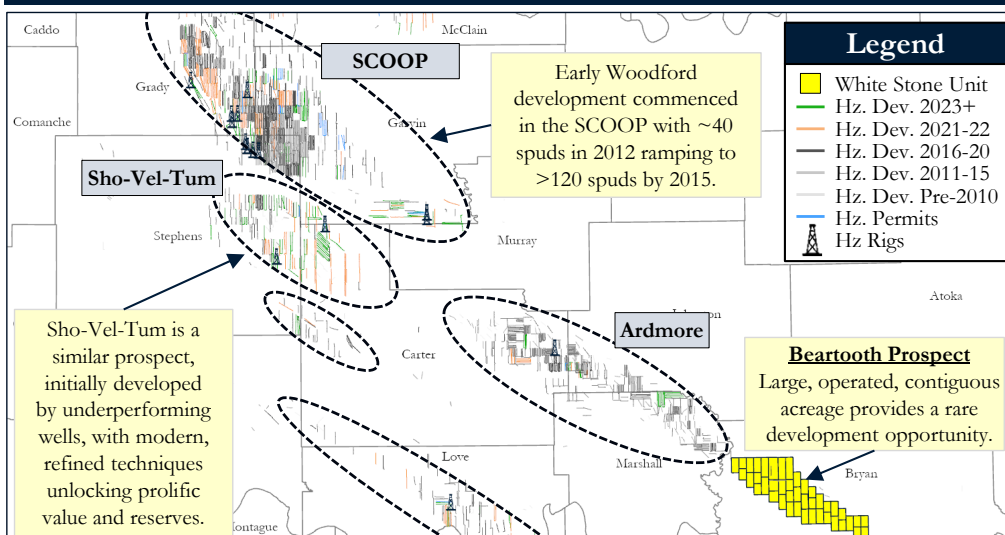 Caddo
McClain
SCOOP
Grady
Early Woodford
development commenced
in the SCOOP with ~40
spuds in 2012 ramping to
>120 spuds by 2015.
Legend
White Stone Unit
Hz. Dev. 2023+
Hz. Dev. 2021-22
Hz. Dev. 2016-20
Hz. Dev. 2011-15
Hz. Dev. Pre-2010
Hz. Permits
Hz Rigs
Comanche
Garvin
Sho-Vel-Tum
Stephens
Murray
Atoka
Sho-Vel-Tum is a
similar prospect,
initially developed
by underperforming
wells, with modern,
refined techniques
unlocking prolific
value and reserves.
Ardmore
Carter
Beartooth Prospect
Large, operated, contiguous
acreage provides a rare
development opportunity.
Love
Marshall
Bryan